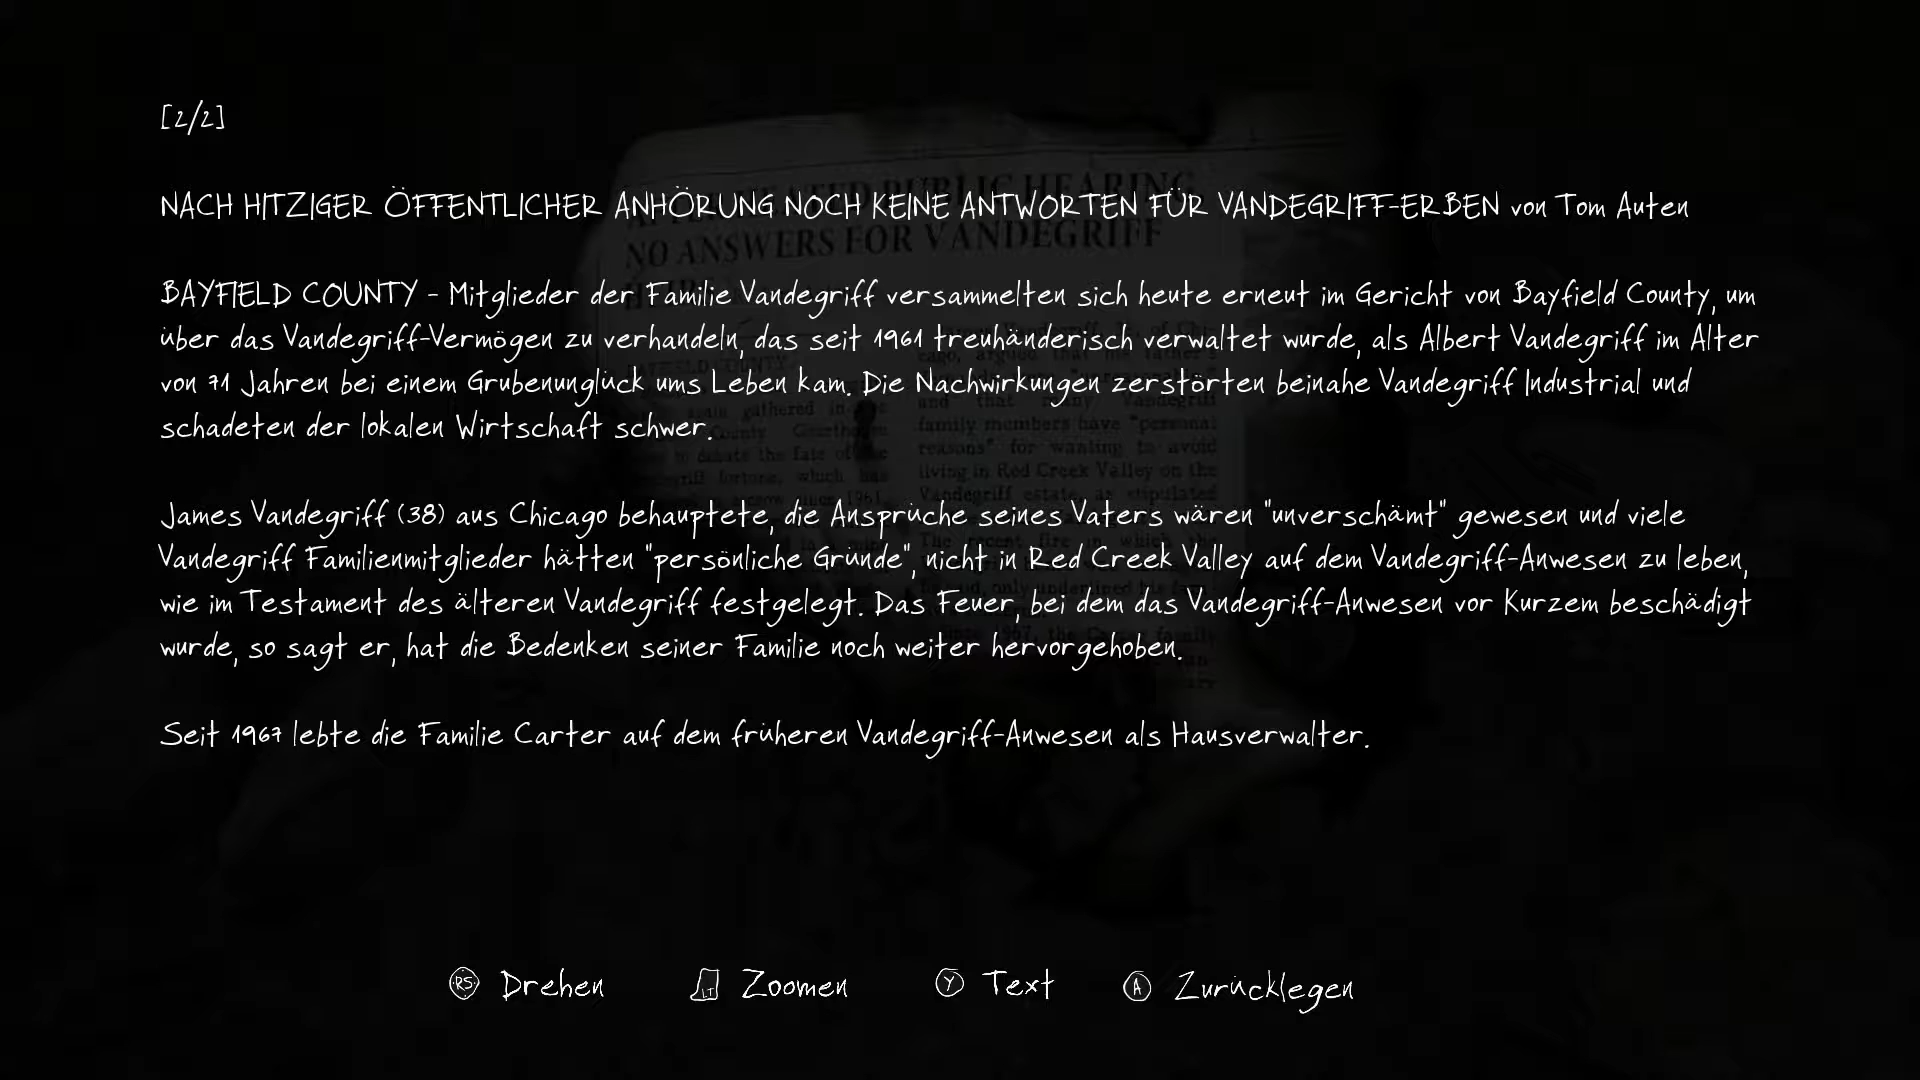 [2/2]
NACH HITZIGER ÖFFENTLICHER ANHÖRUNG NOCH KEINE ANTWORTEN FÜR VANDEGRIFF-ERBEN von Tom Auten
BAYFIELD COUNTY - Mitglieder der Familie Vandegriff versammelten sich heute erneut im Gericht von Bayfield County, um
über das Vandegriff-Vermögen zu verhandeln, das seit 1961 treuhänderisch verwaltet wurde, als Albert Vandegriff im Alter
von 71 Jahren bei einem Grubenunglück ums Leben kam. Die Nachwirkungen zerstörten beinahe Vandegriff Industrial und
schadeten der lokalen Wirtschaft schwer.
James Vandegriff (38) aus Chicago behauptete, die Ansprüche seines Vaters wären "unverschämt" gewesen und viele
Vandegriff Familienmitglieder hätten "persönliche Gründe", nicht in Red Creek Valley auf dem Vandegriff-Anwesen zu leben,
wie im Testament des älteren Vandegriff festgelegt. Das Feuer, bei dem das Vandegriff-Anwesen vor Kurzem beschädigt
wurde, so sagt er, hat die Bedenken seiner Familie noch weiter hervorgehoben.
Seit 1967 lebte die Familie Carter auf dem früheren Vandegriff-Anwesen als Hausverwalter.
RS Drehen LT Zoomen Y Text A Zurücklegen